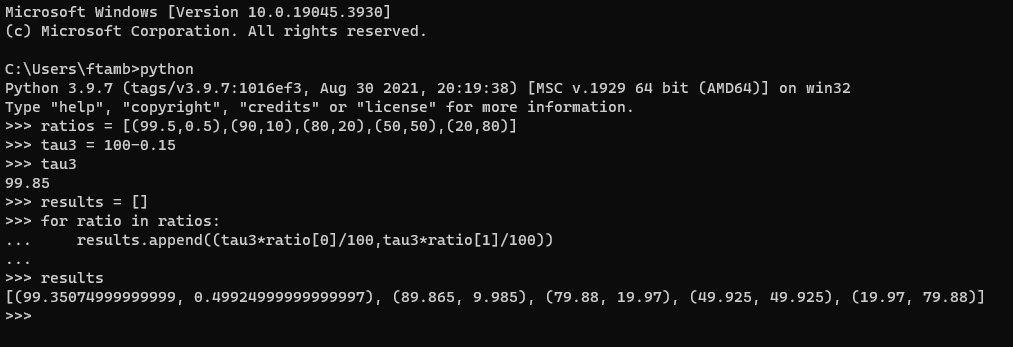 Microsoft Windows [Version 10.0.19045.3930]
(c) Microsoft Corporation. All rights reserved.

C:\Users\ftamb>python
Python 3.9.7 (tags/v3.9.7:1016ef3, Aug 30 2021, 20:19:38) [MSC v.1929 64 bit (AMD64)] on win32
Type "help", "copyright", "credits" or "license" for more information.
>>> ratios = [(99.5,0.5),(90,10),(80,20),(50,50),(20,80)]
>>> tau3 = 100-0.15
>>> tau3
99.85
>>> results = []
>>> for ratio in ratios:
...     results.append((tau3*ratio[0]/100,tau3*ratio[1]/100))
...
>>> results
[(99.35074999999999, 0.49924999999999997), (89.865, 9.985), (79.88, 19.97), (49.925, 49.925), (19.97, 79.88)]
>>>